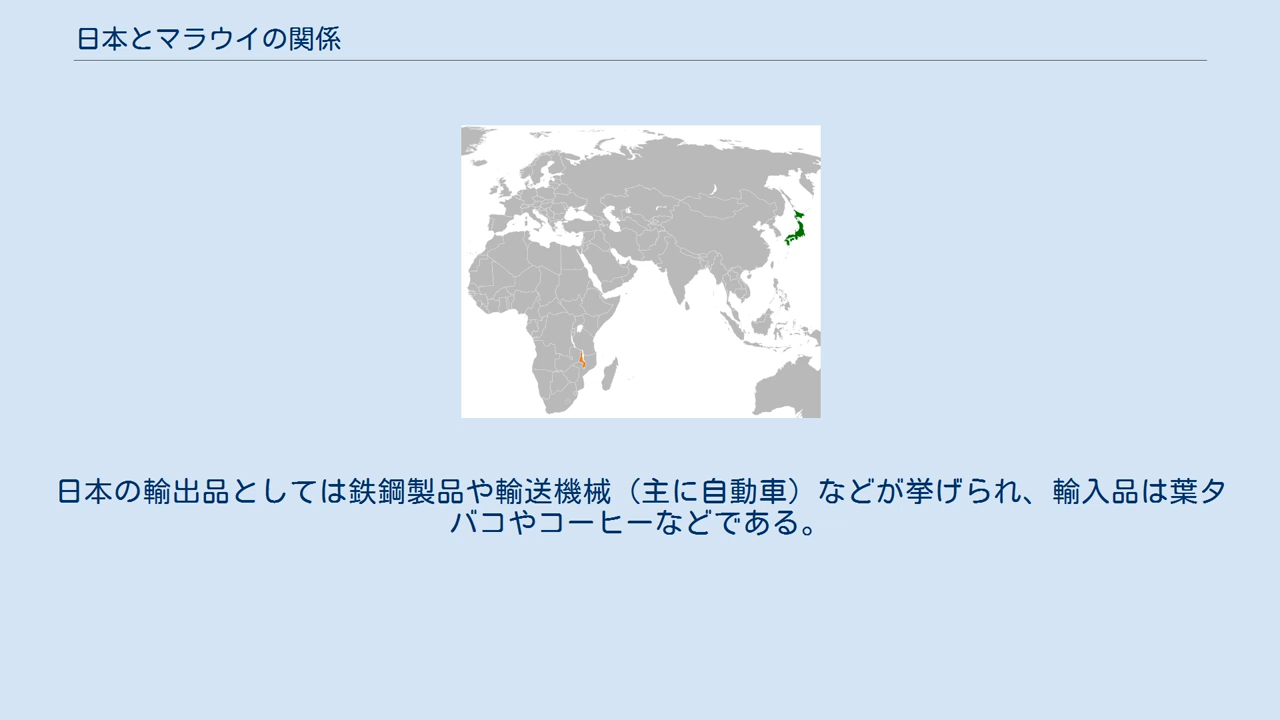 日本とマラウイの関係
日本の輸出品としては鉄鋼製品や輸送機械（主に自動車）などが挙げられ、輸入品は葉タ
バコやコーヒーなどである。